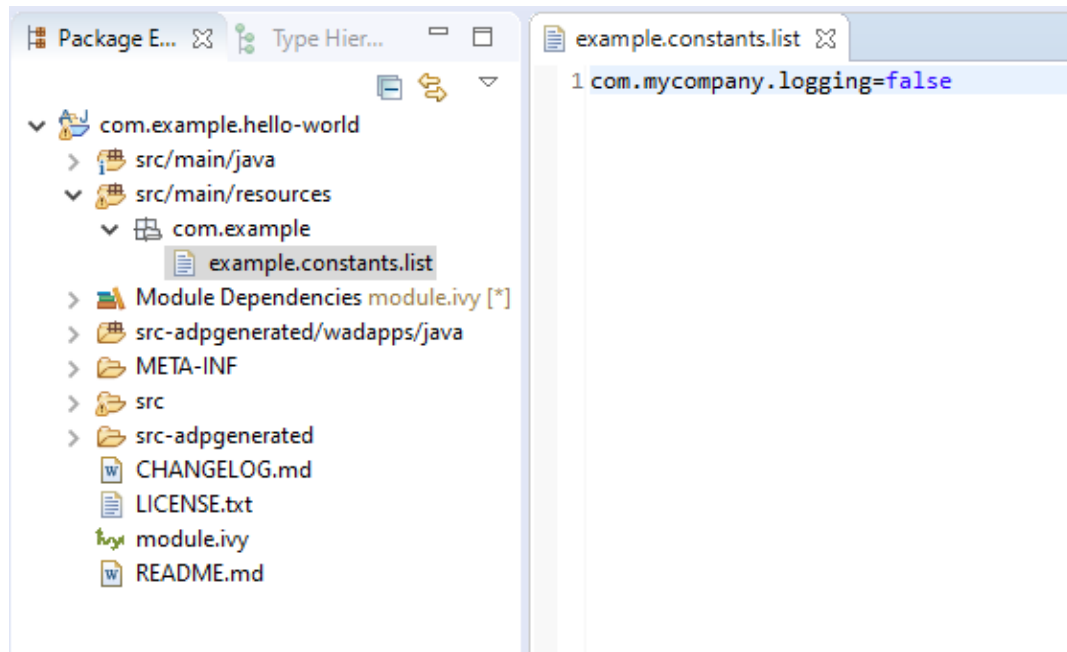 Package E... Type Hier...
com.example.hello-world
src/main/java
src/main/resources
com.example
example.constants.list
Module Dependencies module.ivy [*]
src-adpgenerated/wadapps/java
META-INF
src
src-adpgenerated
CHANGELOG.md
LICENSE.txt
module.ivy
README.md
example.constants.list
1 com.mycompany.logging=false